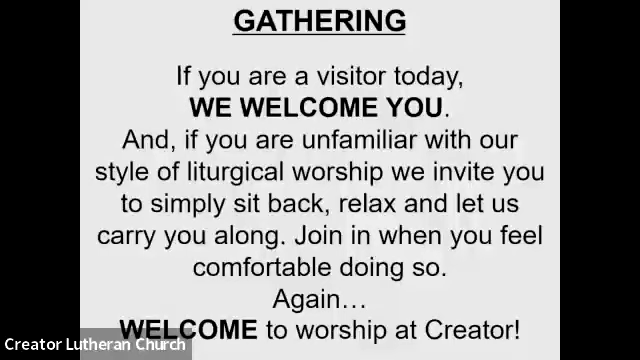 GATHERING
If you are a visitor today,
WE WELCOME YOU.
And, if you are unfamiliar with our
style of liturgical worship we invite you
to simply sit back, relax and let us
carry you along. Join in when you feel
comfortable doing so.
Again…
WELCOME to worship at Creator!
Creator Lutheran Church